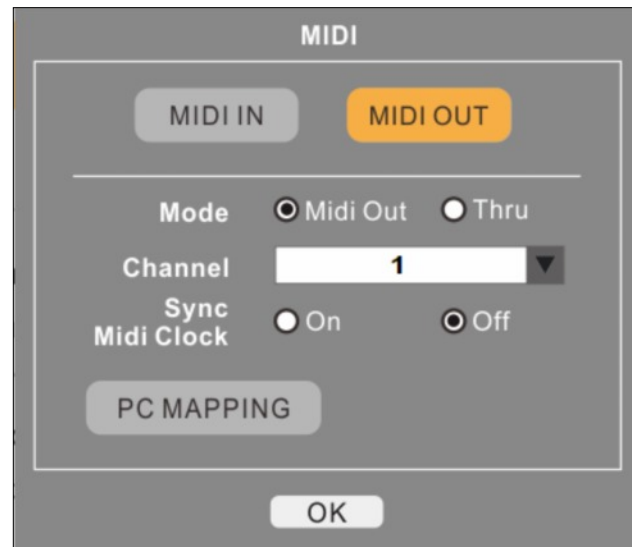 MIDI
MIDI IN MIDI OUT
Mode Midi Out Thru
Channel 1
Sync
Midi Clock On Off
PC MAPPING
OK